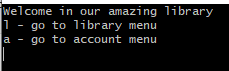 Welcome in our amazing library
l - go to library menu
a - go to account menu